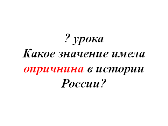 ? урока
Какое значение имела
опричнина в истории
России?